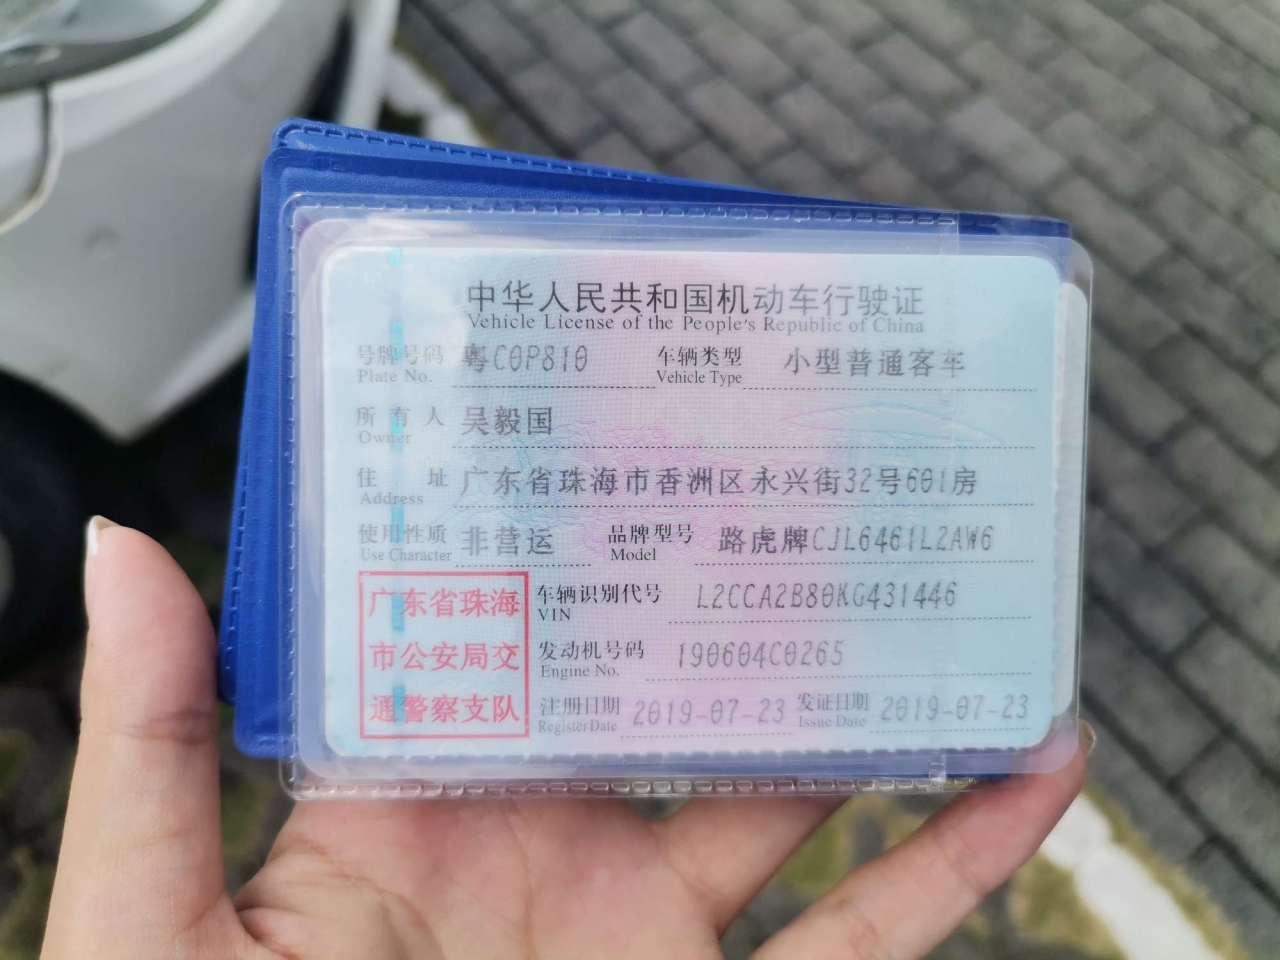 中华人民共和国机动车行驶证
Vehicle License of the People's Republic of China
号牌号码 粤C0P810 车辆类型 小型普通客车
Plate No. Vehicle Type
所有人 吴毅国
Owner
住址 广东省珠海市香洲区永兴街32号601房
Address
使用性质 非营运 品牌型号 路虎牌CJL6461L2AW6
Use Character Model
广东省珠海
市公安局交
通警察支队
车辆识别代号 L2CCA2B80KG431446
VIN
发动机号码 190604C0265
Engine No.
注册日期 2019-07-23 发证日期 2019-07-23
Register Date Issue Date